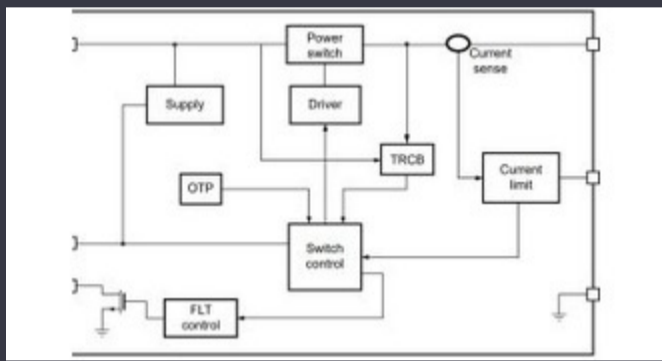 Power
switch
Current
sense
Supply
Driver
TRCB
Current
limit
OTP
Switch
control
FLT
control